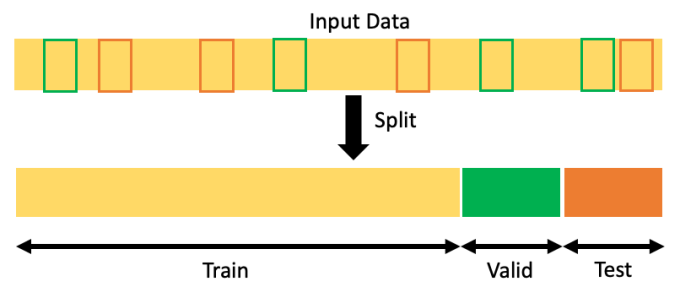 Input Data
Split
Train
Valid
Test